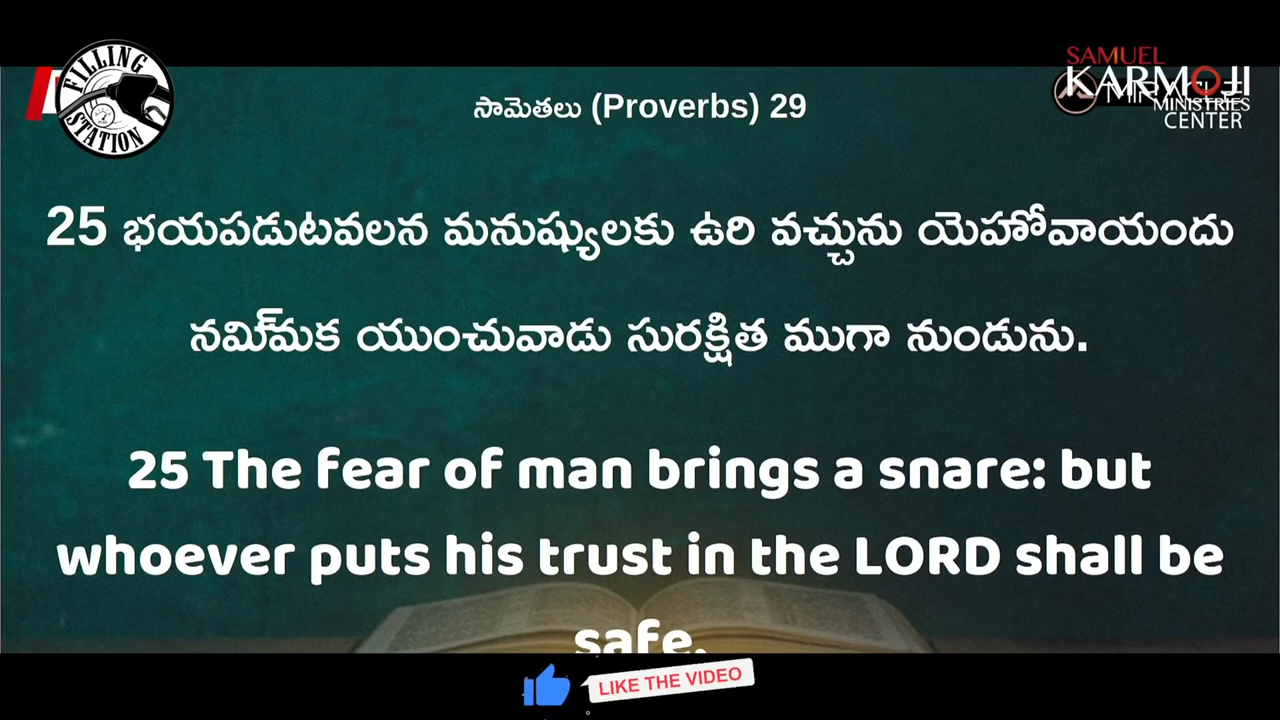 FILLING
STATION
SAMUEL
KARMOJI
MINISTRIES
CENTER
సామెతలు (Proverbs) 29
25 భయపడుటవలన మనుష్యులకు ఉరి వచ్చును యెహోవాయందు
నమ్మిక యుంచువాడు సురక్షిత ముగా నుండును.
25 The fear of man brings a snare: but
whoever puts his trust in the LORD shall be
safe.
LIKE THE VIDEO